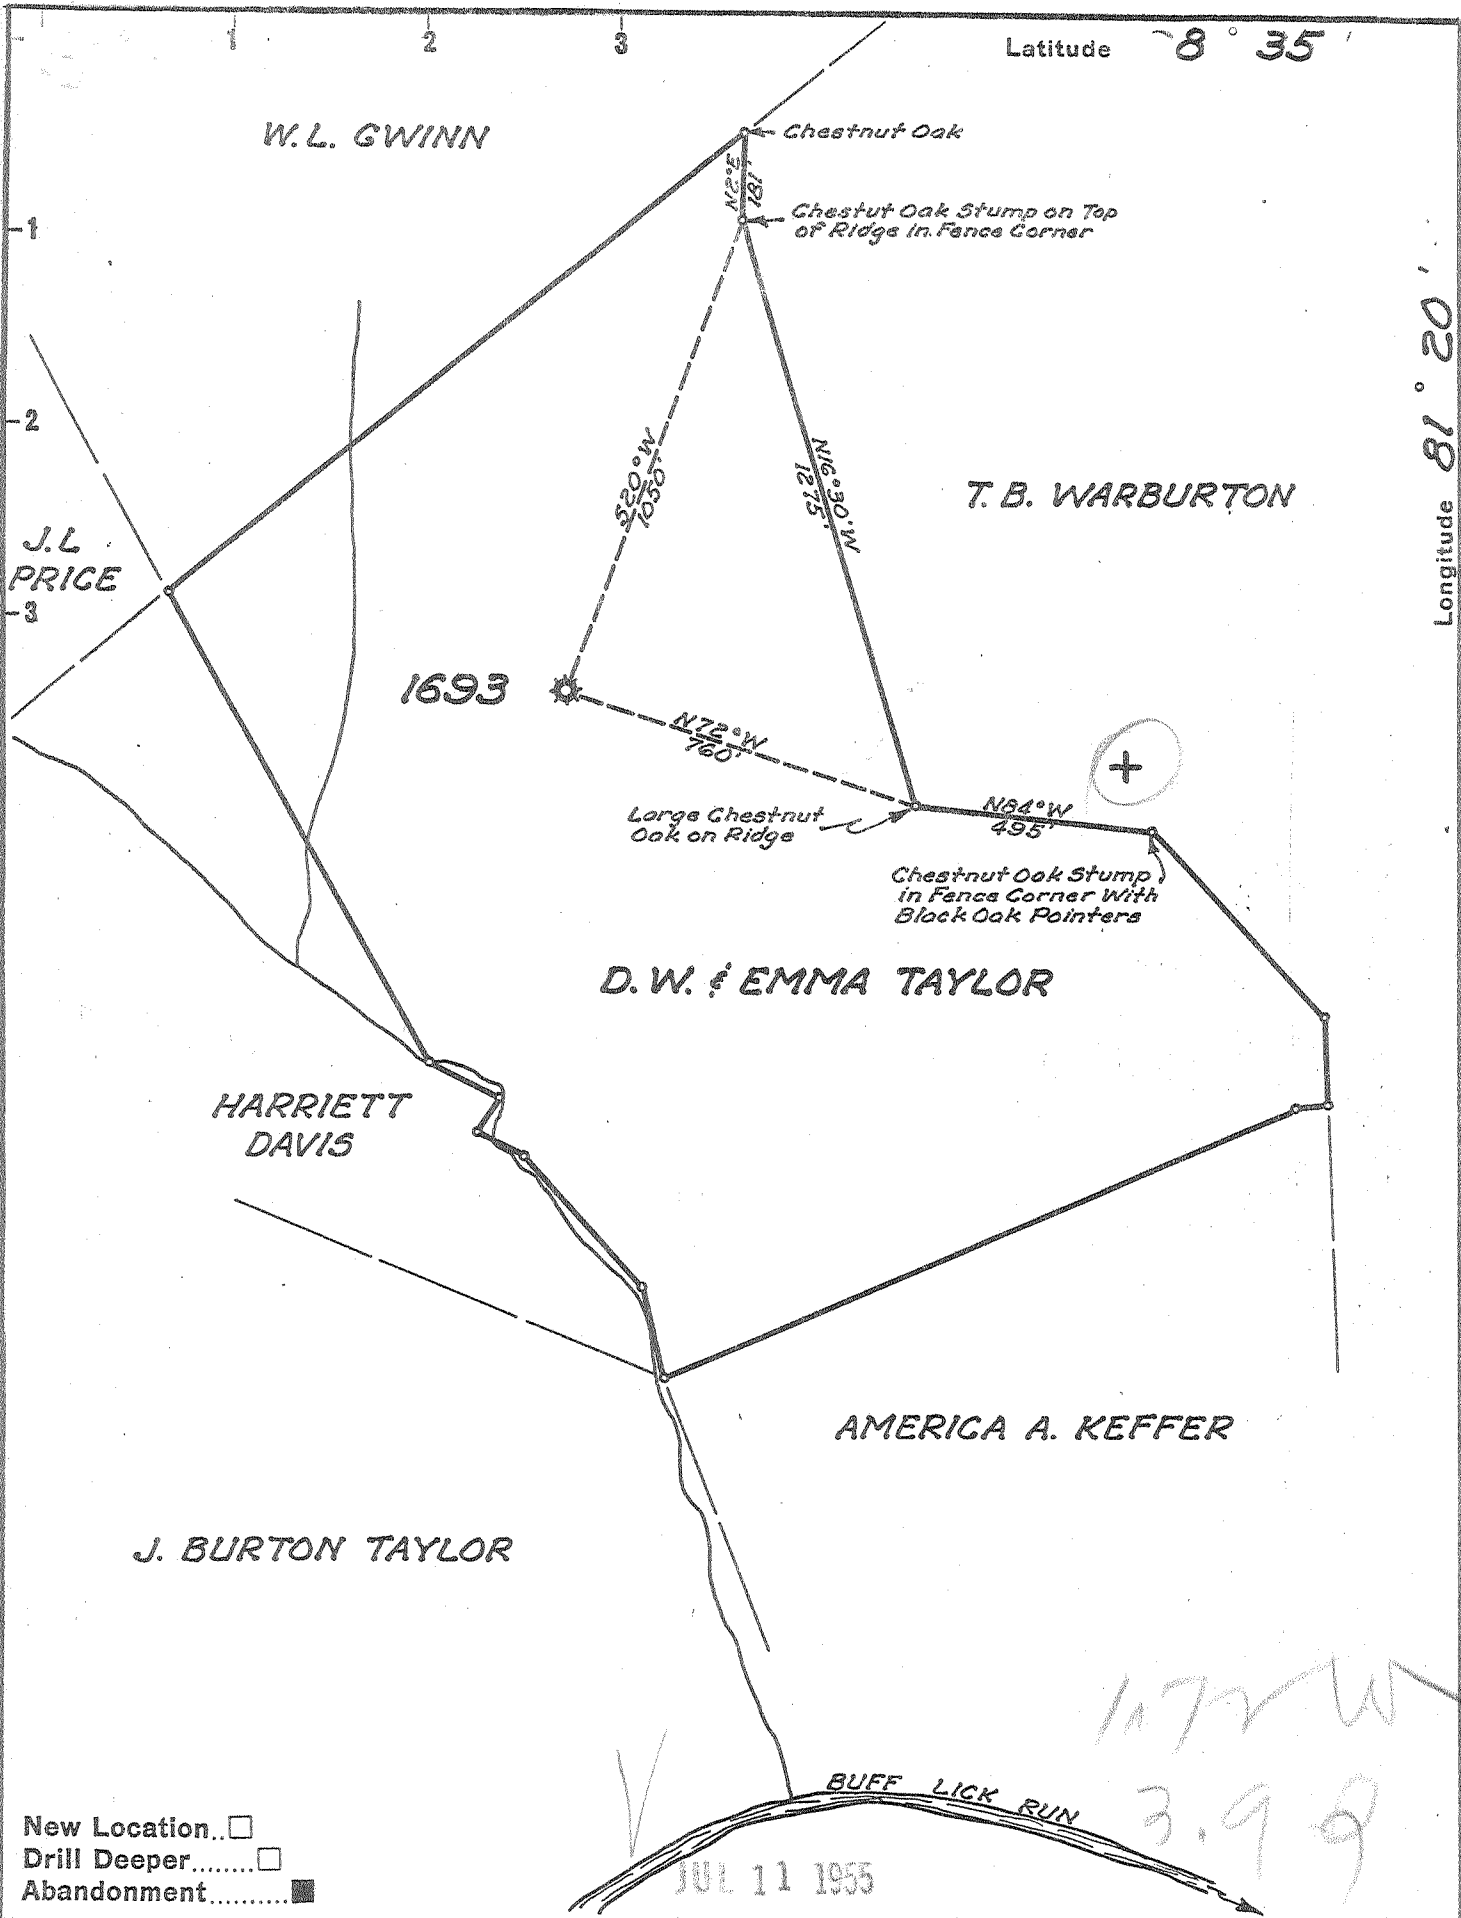 1 2 3
Latitude 8° 35'
W. L. GWINN
Chestnut Oak
N2°E
181'
Chestut Oak Stump on Top
of Ridge in Fence Corner
-1
-2
-3
Longitude 81° 20'
S20°W
1050'
N16°30'W
1275'
T. B. WARBURTON
J. L.
PRICE
1693
N72°W
760'
+
Large Chestnut
Oak on Ridge
N84°W
495'
Chestnut Oak Stump
in Fence Corner With
Black Oak Pointers
D. W. & EMMA TAYLOR
HARRIETT
DAVIS
AMERICA A. KEFFER
J. BURTON TAYLOR
BUFF LICK RUN
New Location..
Drill Deeper........
Abandonment..........
JUL 11 1955